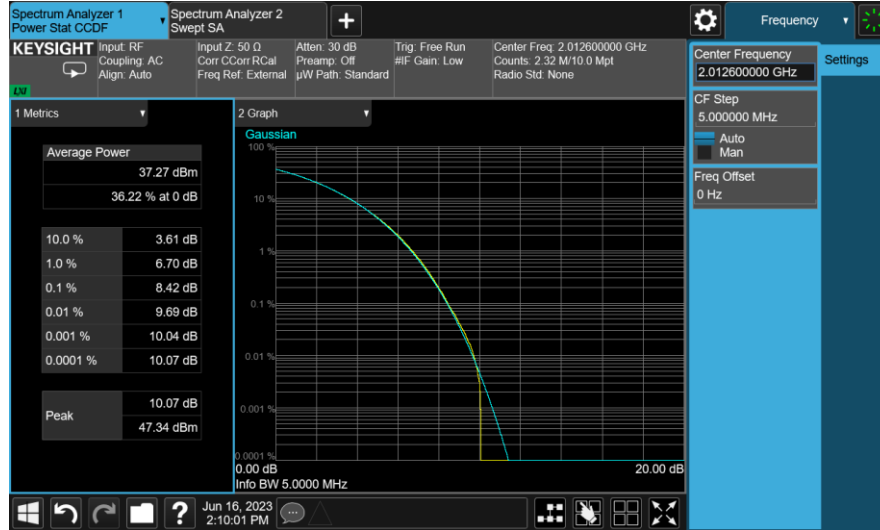 Spectrum Analyzer 1
Power Stat CCDF
Spectrum Analyzer 2
Swept SA
Frequency
KEYSIGHT
LXI
Input: RF
Coupling: AC
Align: Auto
Input Z: 50 Ω
Corr CCorr RCal
Freq Ref: External
Atten: 30 dB
Preamp: Off
µW Path: Standard
Trig: Free Run
#IF Gain: Low
Center Freq: 2.012600000 GHz
Counts: 2.32 M/10.0 Mpt
Radio Std: None
Center Frequency
2.012600000 GHz
Settings
CF Step
5.000000 MHz
Auto
Man
Freq Offset
0 Hz
1 Metrics
Average Power
37.27 dBm
36.22 % at 0 dB
10.0 % 3.61 dB
1.0 % 6.70 dB
0.1 % 8.42 dB
0.01 % 9.69 dB
0.001 % 10.04 dB
0.0001 % 10.07 dB
Peak
10.07 dB
47.34 dBm
2 Graph
Gaussian
100 %
10 %
1 %
0.1 %
0.01 %
0.001 %
0.0001 %
0.00 dB 20.00 dB
Info BW 5.0000 MHz
?
Jun 16, 2023
2:10:01 PM